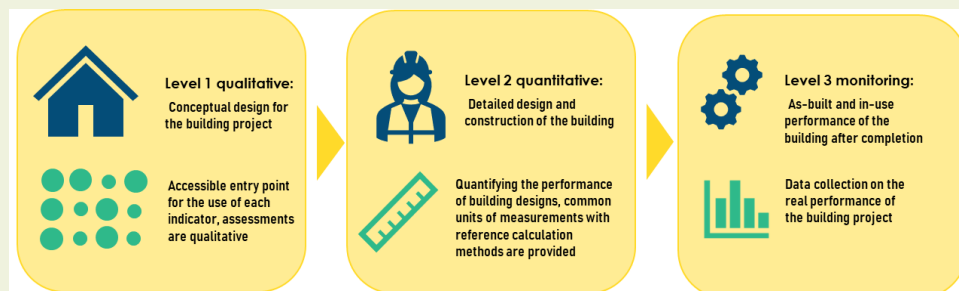 Level 1 qualitative:
Conceptual design for
the building project
Accessible entry point
for the use of each
indicator, assessments
are qualitative
Level 2 quantitative:
Detailed design and
construction of the building
Quantifying the performance
of building designs, common
units of measurements with
reference calculation
methods are provided
Level 3 monitoring:
As-built and in-use
performance of the
building after completion
Data collection on the
real performance of
the building project